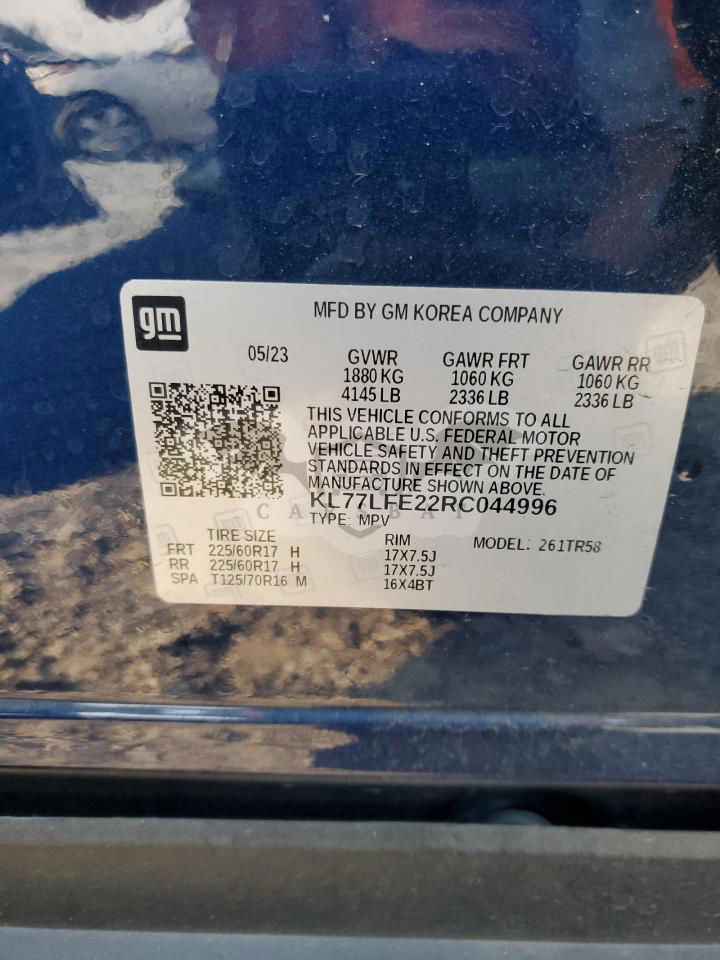 gm
MFD BY GM KOREA COMPANY
05/23 GVWR GAWR FRT GAWR RR
1880 KG 1060 KG 1060 KG
4145 LB 2336 LB 2336 LB
THIS VEHICLE CONFORMS TO ALL
APPLICABLE U.S. FEDERAL MOTOR
VEHICLE SAFETY AND THEFT PREVENTION
STANDARDS IN EFFECT ON THE DATE OF
MANUFACTURE SHOWN ABOVE.
KL77LFE22RC044996
TYPE: MPV
TIRE SIZE RIM MODEL: 261TR58
FRT 225/60R17 H 17X7.5J
RR 225/60R17 H 17X7.5J
SPA T125/70R16 M 16X4BT